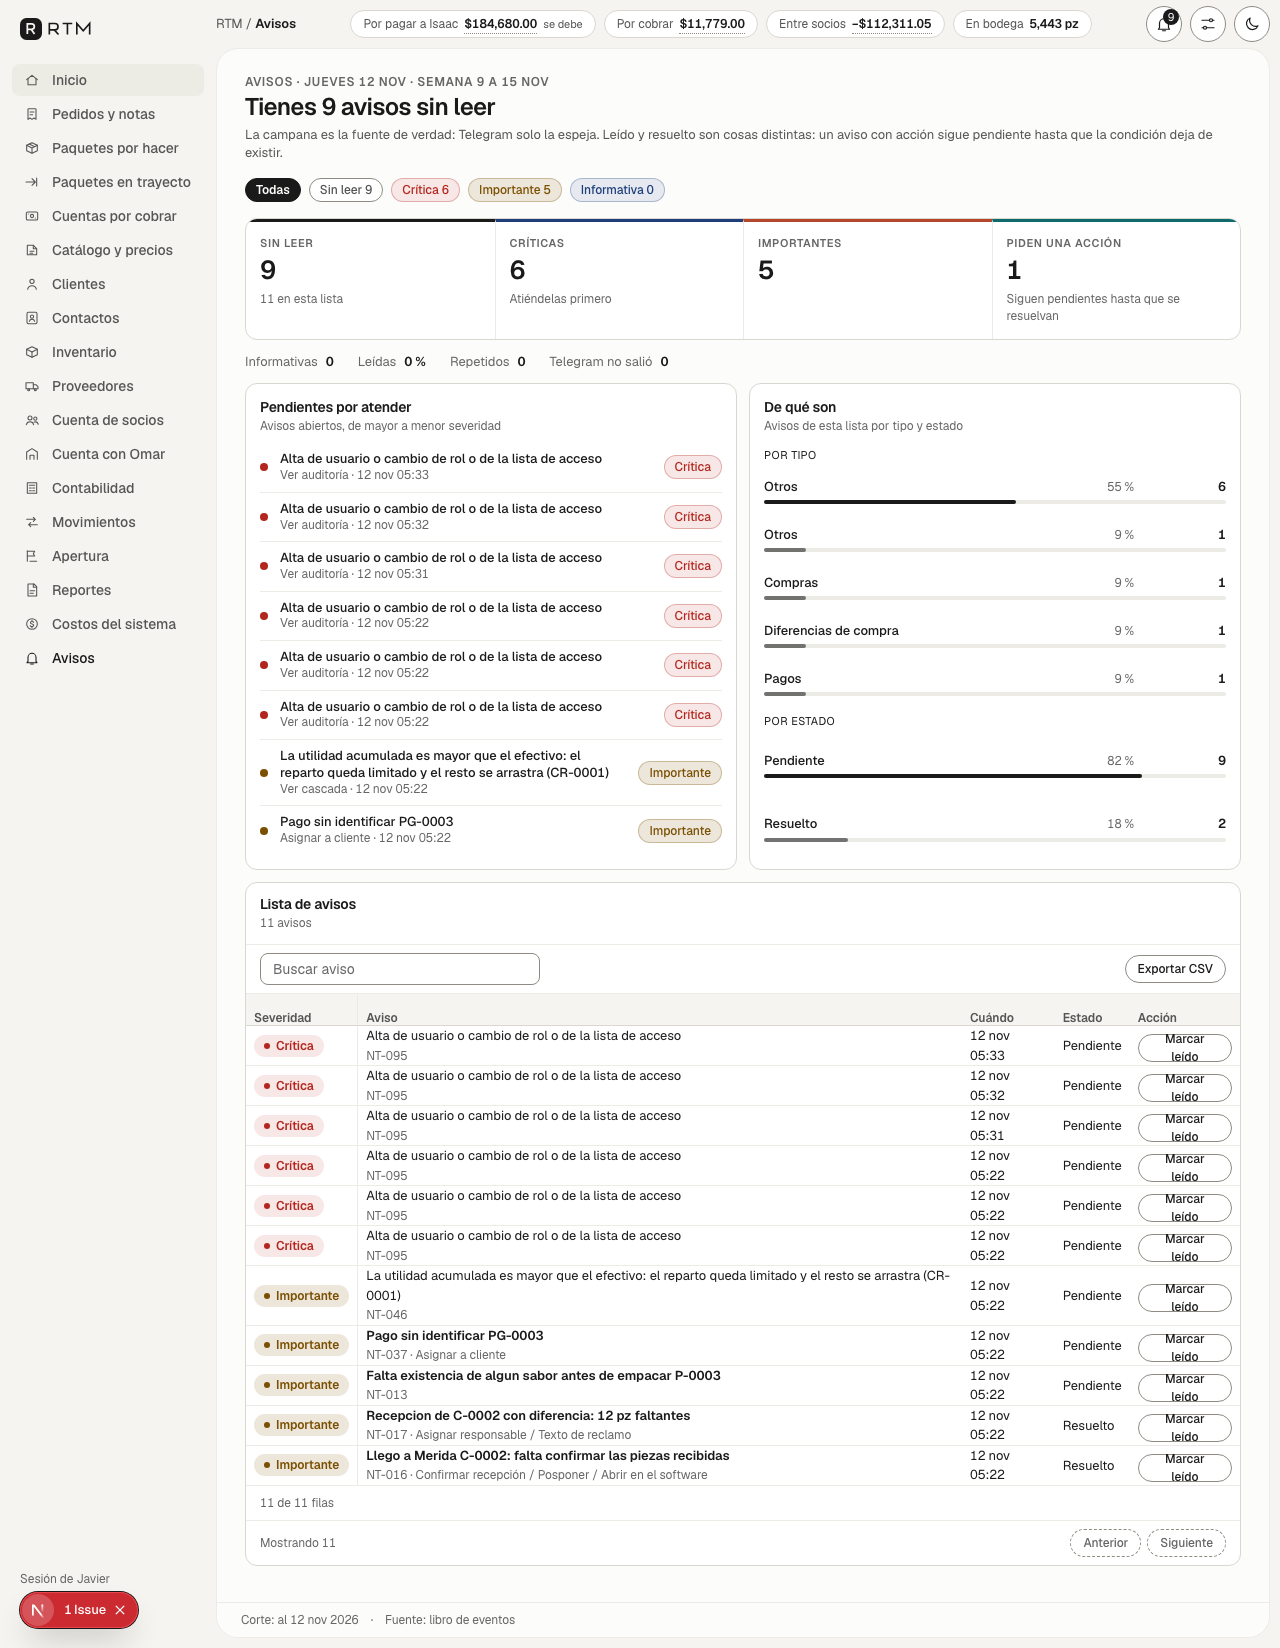 R RTM
RTM / Avisos
Por pagar a Isaac $184,680.00 se debe
Por cobrar $11,779.00
Entre socios −$112,311.05
En bodega 5,443 pz
9
Inicio
Pedidos y notas
Paquetes por hacer
Paquetes en trayecto
Cuentas por cobrar
Catálogo y precios
Clientes
Contactos
Inventario
Proveedores
Cuenta de socios
Cuenta con Omar
Contabilidad
Movimientos
Apertura
Reportes
Costos del sistema
Avisos
AVISOS · JUEVES 12 NOV · SEMANA 9 A 15 NOV
Tienes 9 avisos sin leer
La campana es la fuente de verdad: Telegram solo la espeja. Leído y resuelto son cosas distintas: un aviso con acción sigue pendiente hasta que la condición deja de
existir.
Todas
Sin leer 9
Crítica 6
Importante 5
Informativa 0
SIN LEER
9
11 en esta lista
CRÍTICAS
6
Atiéndelas primero
IMPORTANTES
5
PIDEN UNA ACCIÓN
1
Siguen pendientes hasta que se
resuelvan
Informativas 0
Leídas 0 %
Repetidos 0
Telegram no salió 0
Pendientes por atender
Avisos abiertos, de mayor a menor severidad
Alta de usuario o cambio de rol o de la lista de acceso
Ver auditoría · 12 nov 05:33
Crítica
Alta de usuario o cambio de rol o de la lista de acceso
Ver auditoría · 12 nov 05:32
Crítica
Alta de usuario o cambio de rol o de la lista de acceso
Ver auditoría · 12 nov 05:31
Crítica
Alta de usuario o cambio de rol o de la lista de acceso
Ver auditoría · 12 nov 05:22
Crítica
Alta de usuario o cambio de rol o de la lista de acceso
Ver auditoría · 12 nov 05:22
Crítica
Alta de usuario o cambio de rol o de la lista de acceso
Ver auditoría · 12 nov 05:22
Crítica
La utilidad acumulada es mayor que el efectivo: el
reparto queda limitado y el resto se arrastra (CR-0001)
Ver cascada · 12 nov 05:22
Importante
Pago sin identificar PG-0003
Asignar a cliente · 12 nov 05:22
Importante
De qué son
Avisos de esta lista por tipo y estado
POR TIPO
Otros 55 % 6
Otros 9 % 1
Compras 9 % 1
Diferencias de compra 9 % 1
Pagos 9 % 1
POR ESTADO
Pendiente 82 % 9
Resuelto 18 % 2
Lista de avisos
11 avisos
Buscar aviso
Exportar CSV
Severidad Aviso Cuándo Estado Acción
Crítica
Alta de usuario o cambio de rol o de la lista de acceso
NT-095
12 nov
05:33
Pendiente
Marcar
leído
Crítica
Alta de usuario o cambio de rol o de la lista de acceso
NT-095
12 nov
05:32
Pendiente
Marcar
leído
Crítica
Alta de usuario o cambio de rol o de la lista de acceso
NT-095
12 nov
05:31
Pendiente
Marcar
leído
Crítica
Alta de usuario o cambio de rol o de la lista de acceso
NT-095
12 nov
05:22
Pendiente
Marcar
leído
Crítica
Alta de usuario o cambio de rol o de la lista de acceso
NT-095
12 nov
05:22
Pendiente
Marcar
leído
Crítica
Alta de usuario o cambio de rol o de la lista de acceso
NT-095
12 nov
05:22
Pendiente
Marcar
leído
Importante
La utilidad acumulada es mayor que el efectivo: el reparto queda limitado y el resto se arrastra (CR-
0001)
NT-046
12 nov
05:22
Pendiente
Marcar
leído
Importante
Pago sin identificar PG-0003
NT-037 · Asignar a cliente
12 nov
05:22
Pendiente
Marcar
leído
Importante
Falta existencia de algun sabor antes de empacar P-0003
NT-013
12 nov
05:22
Pendiente
Marcar
leído
Importante
Recepcion de C-0002 con diferencia: 12 pz faltantes
NT-017 · Asignar responsable / Texto de reclamo
12 nov
05:22
Resuelto
Marcar
leído
Importante
Llego a Merida C-0002: falta confirmar las piezas recibidas
NT-016 · Confirmar recepción / Posponer / Abrir en el software
12 nov
05:22
Resuelto
Marcar
leído
11 de 11 filas
Mostrando 11
Anterior
Siguiente
Sesión de Javier
N 1 Issue
Corte: al 12 nov 2026 · Fuente: libro de eventos